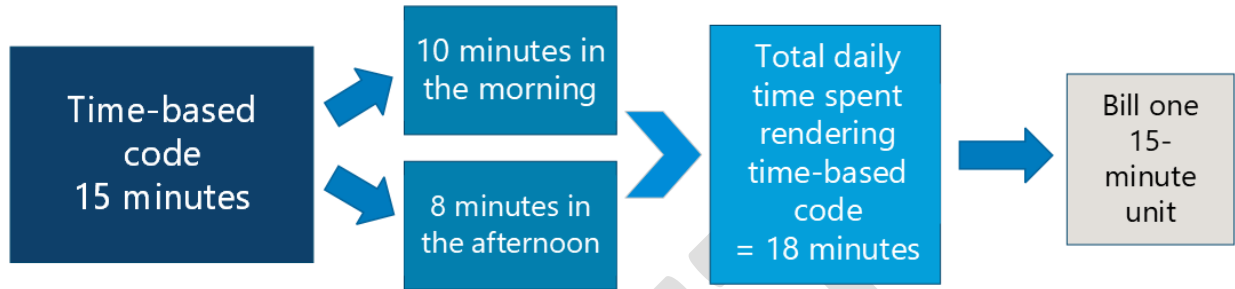 Time-based
code
15 minutes
10 minutes in
the morning
8 minutes in
the afternoon
Total daily
time spent
rendering
time-based
code
= 18 minutes
Bill one
15-
minute
unit